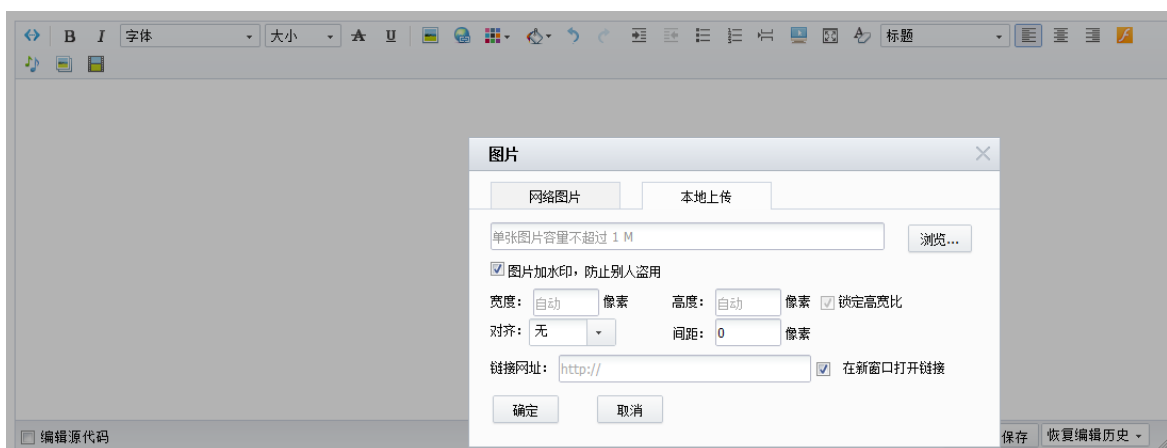 B I 字体 大小 A U 标题
图片
网络图片 本地上传
单张图片容量不超过 1 M 浏览...
图片加水印，防止别人盗用
宽度： 自动 像素 高度： 自动 像素 锁定高宽比
对齐： 无 间距： 0 像素
链接网址： http:// 在新窗口打开链接
确定 取消
编辑源代码 保存 恢复编辑历史